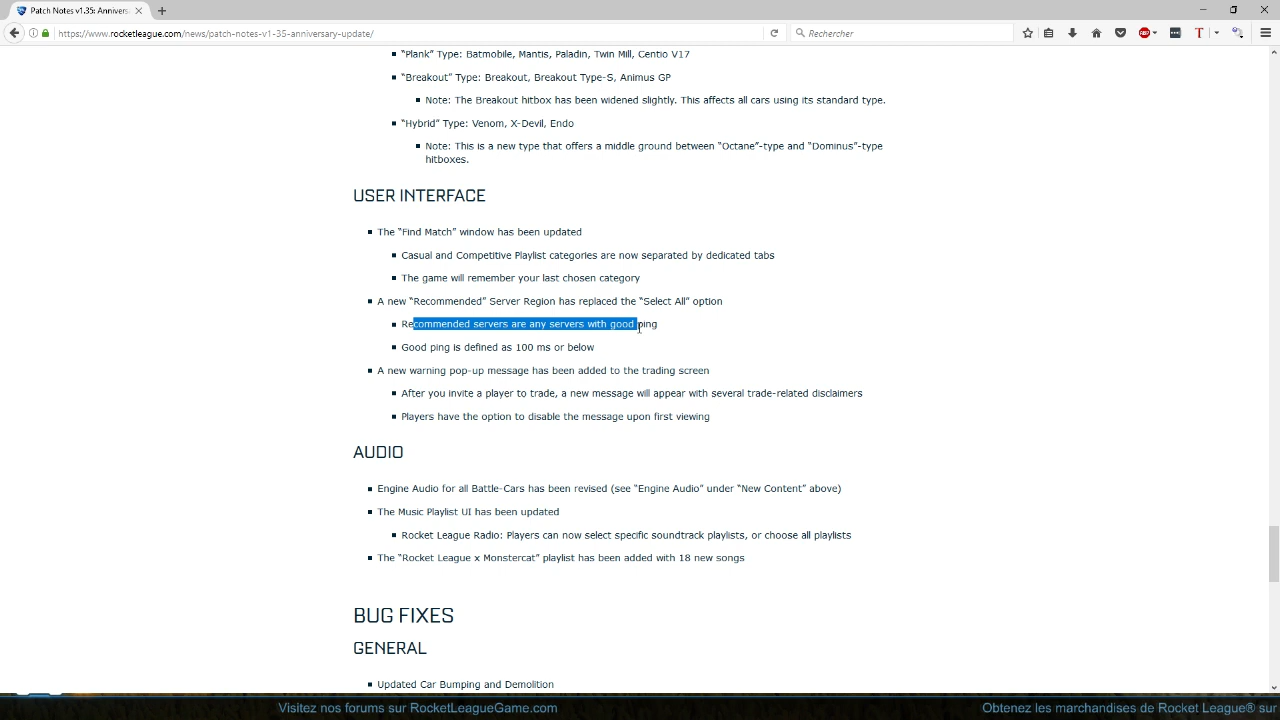 Patch Notes v1.35: Annivers
https://www.rocketleague.com/news/patch-notes-v1-35-anniversary-update/
Rechercher
ABP
T
"Plank" Type: Batmobile, Mantis, Paladin, Twin Mill, Centio V17
"Breakout" Type: Breakout, Breakout Type-S, Animus GP
Note: The Breakout hitbox has been widened slightly. This affects all cars using its standard type.
"Hybrid" Type: Venom, X-Devil, Endo
Note: This is a new type that offers a middle ground between "Octane"-type and "Dominus"-type
hitboxes.
USER INTERFACE
The "Find Match" window has been updated
Casual and Competitive Playlist categories are now separated by dedicated tabs
The game will remember your last chosen category
A new "Recommended" Server Region has replaced the "Select All" option
Recommended servers are any servers with good ping
Good ping is defined as 100 ms or below
A new warning pop-up message has been added to the trading screen
After you invite a player to trade, a new message will appear with several trade-related disclaimers
Players have the option to disable the message upon first viewing
AUDIO
Engine Audio for all Battle-Cars has been revised (see "Engine Audio" under "New Content" above)
The Music Playlist UI has been updated
Rocket League Radio: Players can now select specific soundtrack playlists, or choose all playlists
The "Rocket League x Monstercat" playlist has been added with 18 new songs
BUG FIXES
GENERAL
Updated Car Bumping and Demolition
Visitez nos forums sur RocketLeagueGame.com
Obtenez les marchandises de Rocket League® sur